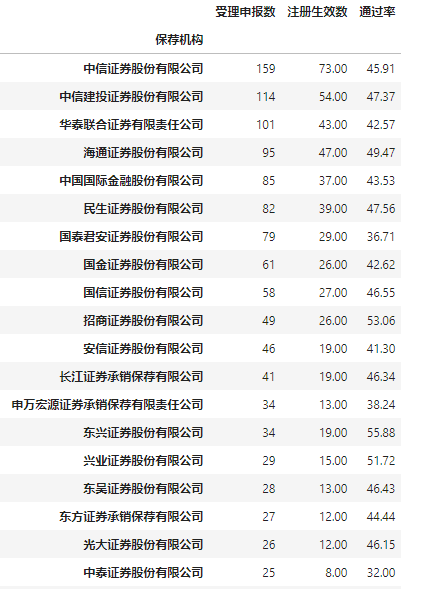 受理申报数 注册生效数 通过率
保荐机构
中信证券股份有限公司 159 73.00 45.91
中信建投证券股份有限公司 114 54.00 47.37
华泰联合证券有限责任公司 101 43.00 42.57
海通证券股份有限公司 95 47.00 49.47
中国国际金融股份有限公司 85 37.00 43.53
民生证券股份有限公司 82 39.00 47.56
国泰君安证券股份有限公司 79 29.00 36.71
国金证券股份有限公司 61 26.00 42.62
国信证券股份有限公司 58 27.00 46.55
招商证券股份有限公司 49 26.00 53.06
安信证券股份有限公司 46 19.00 41.30
长江证券承销保荐有限公司 41 19.00 46.34
申万宏源证券承销保荐有限责任公司 34 13.00 38.24
东兴证券股份有限公司 34 19.00 55.88
兴业证券股份有限公司 29 15.00 51.72
东吴证券股份有限公司 28 13.00 46.43
东方证券承销保荐有限公司 27 12.00 44.44
光大证券股份有限公司 26 12.00 46.15
中泰证券股份有限公司 25 8.00 32.00